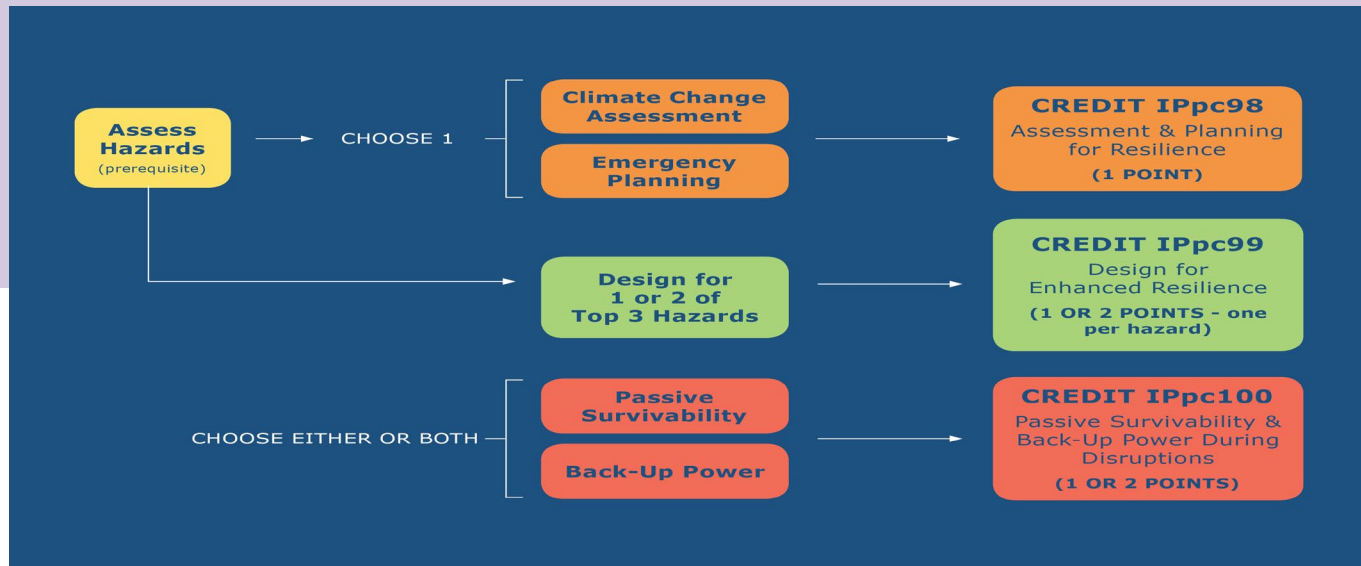 Assess
Hazards
(prerequisite)
CHOOSE 1
Climate Change
Assessment
Emergency
Planning
CREDIT IPpc98
Assessment & Planning
for Resilience
(1 POINT)
Design for
1 or 2 of
Top 3 Hazards
CREDIT IPpc99
Design for
Enhanced Resilience
(1 OR 2 POINTS - one
per hazard)
CHOOSE EITHER OR BOTH
Passive
Survivability
Back-Up Power
CREDIT IPpc100
Passive Survivability &
Back-Up Power During
Disruptions
(1 OR 2 POINTS)